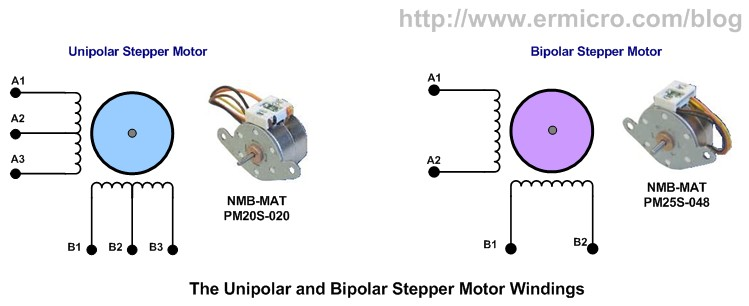 http://www.ermicro.com/blog
Unipolar Stepper Motor
Bipolar Stepper Motor
A1
A2
A3
B1
B2
B3
NMB-MAT
PM20S-020
A1
A2
B1
B2
NMB-MAT
PM25S-048
The Unipolar and Bipolar Stepper Motor Windings